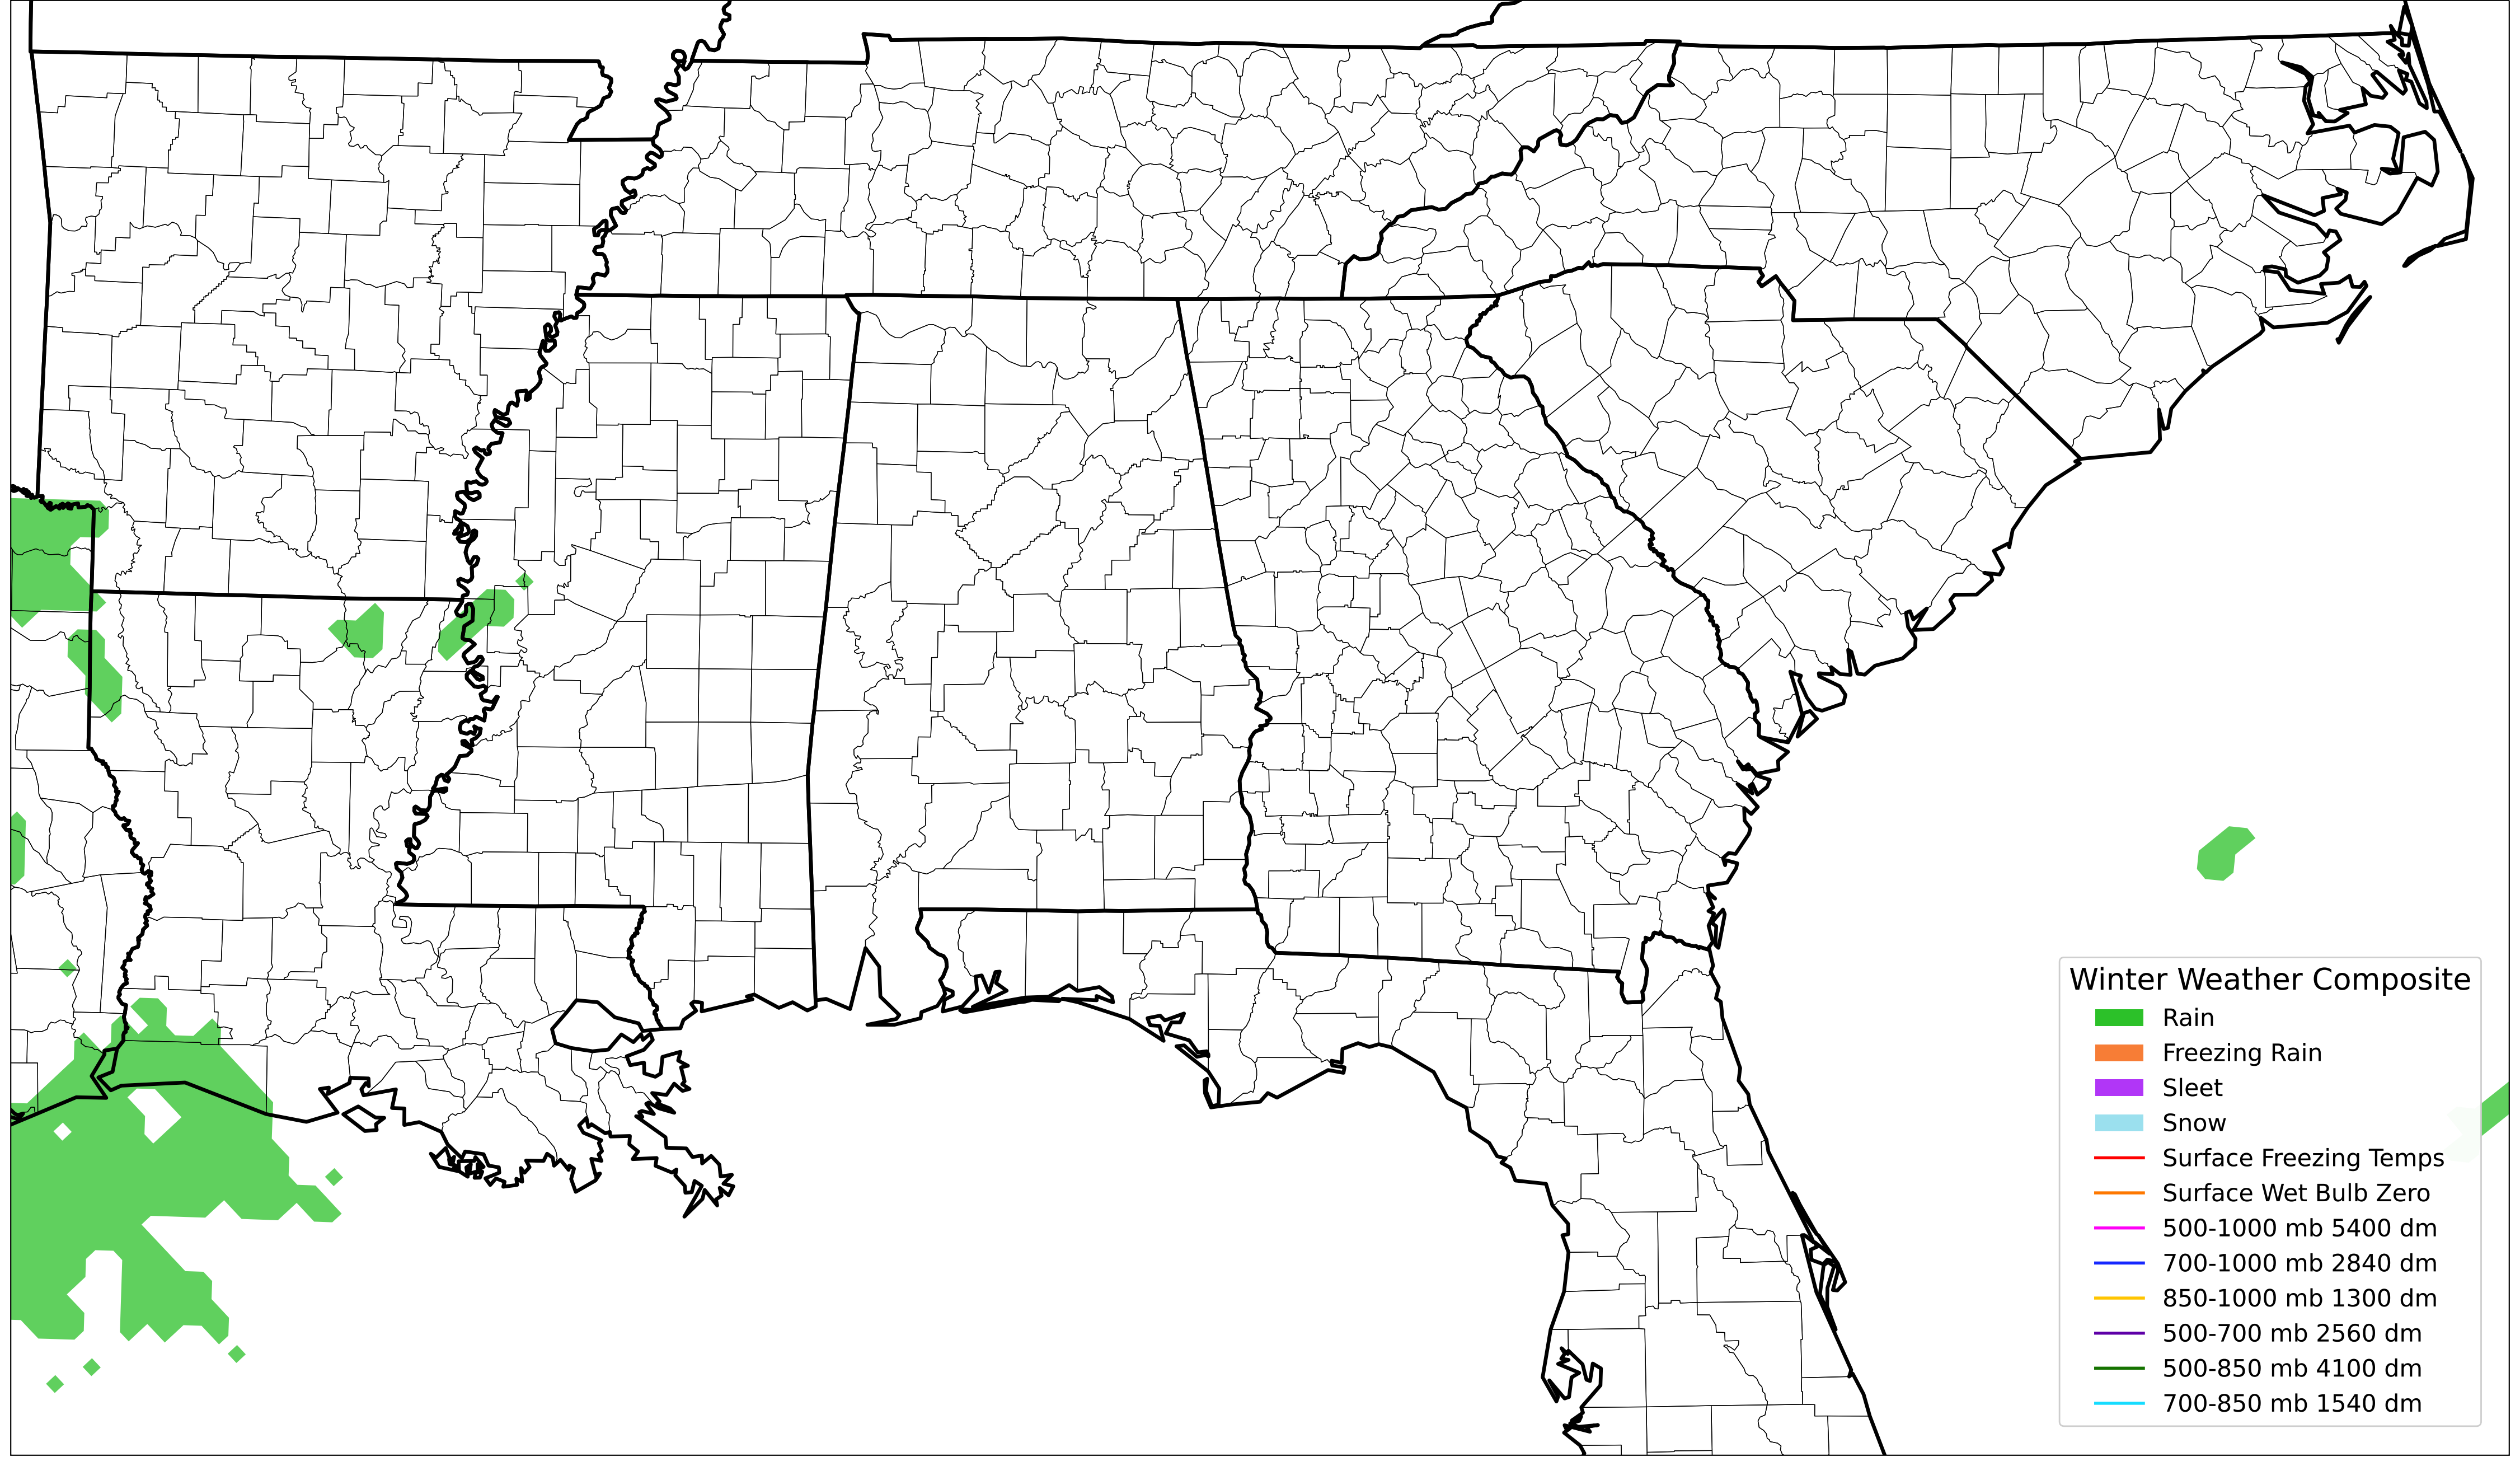 Winter Weather Composite
Rain
Freezing Rain
Sleet
Snow
Surface Freezing Temps
Surface Wet Bulb Zero
500-1000 mb 5400 dm
700-1000 mb 2840 dm
850-1000 mb 1300 dm
500-700 mb 2560 dm
500-850 mb 4100 dm
700-850 mb 1540 dm